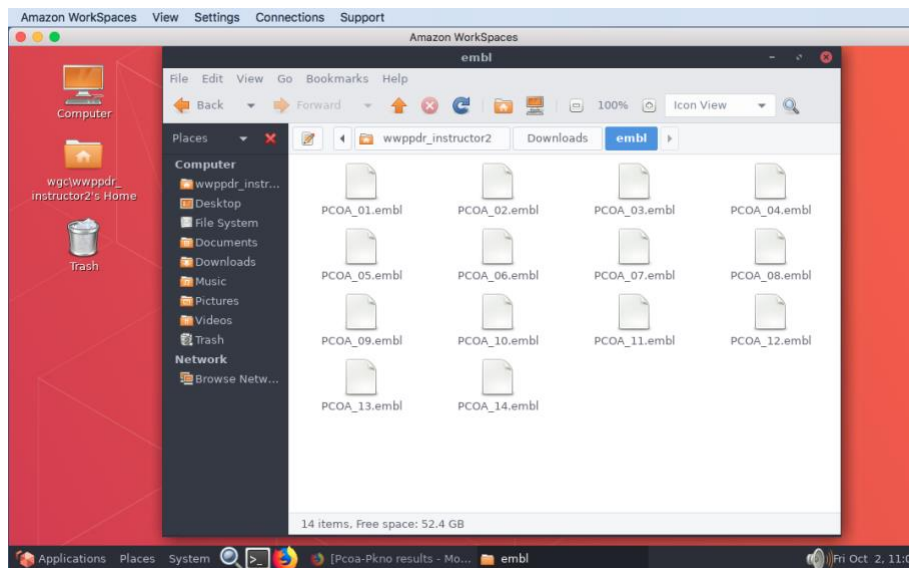 Amazon WorkSpaces View Settings Connections Support
Amazon WorkSpaces
embl
File Edit View Go Bookmarks Help
Back Forward 100% Icon View
Places wwppdr_instructor2 Downloads embl
Computer
wgc\wwppdr_
instructor2's Home
Trash
Computer
wwppdr_instr...
Desktop
File System
Documents
Downloads
Music
Pictures
Videos
Trash
Network
Browse Netw...
PCOA_01.embl PCOA_02.embl PCOA_03.embl PCOA_04.embl
PCOA_05.embl PCOA_06.embl PCOA_07.embl PCOA_08.embl
PCOA_09.embl PCOA_10.embl PCOA_11.embl PCOA_12.embl
PCOA_13.embl PCOA_14.embl
14 items, Free space: 52.4 GB
Applications Places System [Pcoa-Pkno results - Mo... embl Fri Oct 2, 11:0